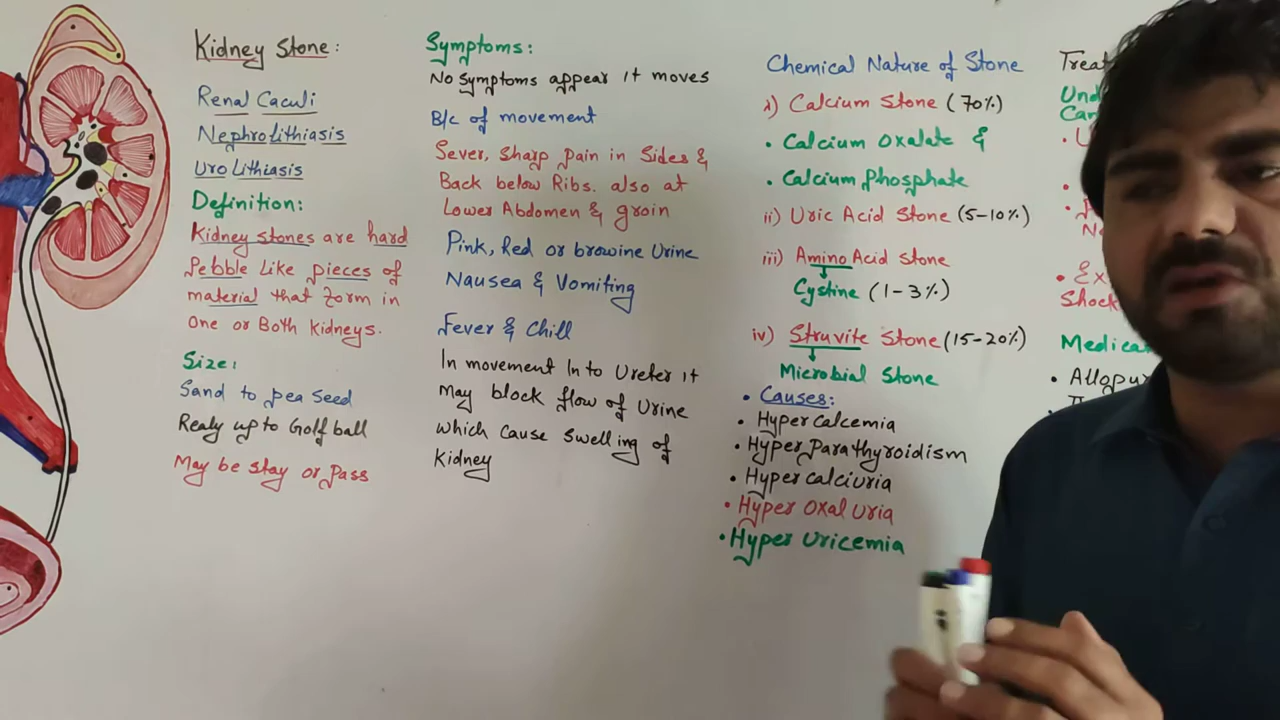 Kidney Stone:
Renal Caculi
Nephrolithiasis
Uro Lithiasis
Definition:
Kidney stones are hard
Pebble Like pieces of
material that form in
One or Both Kidneys.
Size:
Sand to pea seed
Realy up to Golf ball
May be stay or Pass
Symptoms:
No symptoms appear it moves
B/c of movement
Sever, Sharp Pain in Sides &
Back below Ribs. also at
Lower Abdomen & groin
Pink, Red or browine Urine
Nausea & Vomiting
Fever & Chill
In movement In to Ureter it
May block flow of Urine
which Cause Swelling of
Kidney
Chemical Nature of Stone
i) Calcium Stone (70%)
• Calcium Oxalate &
• Calcium Phosphate
ii) Uric Acid Stone (5-10%)
iii) Amino Acid Stone
Cystine (1-3%)
iv) Struvite Stone (15-20%)
Microbial Stone
• Causes:
• Hyper calcemia
• Hyper Parathyroidism
• Hyper calciuria
• Hyper Oxal Uria
• Hyper Uricemia
Treat
Und
Can
• Ex
Shock
Medicat
• Allopur